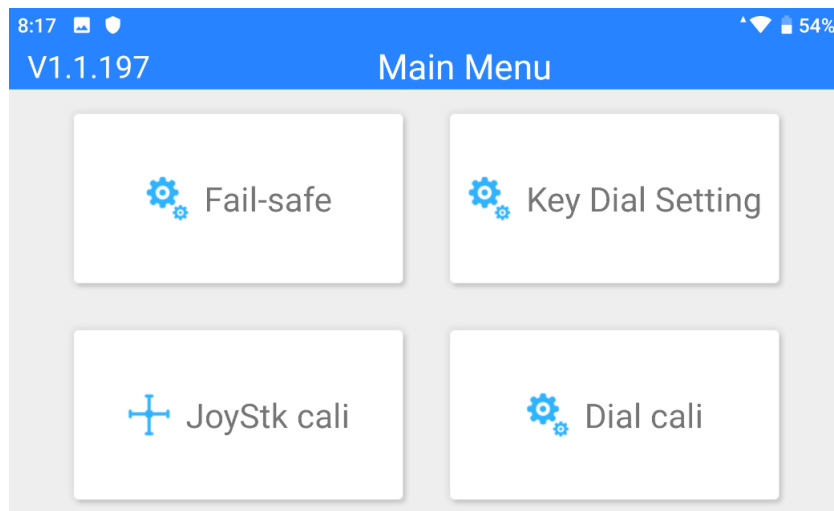 8:17 54%
V1.1.197 Main Menu
Fail-safe Key Dial Setting
JoyStk cali Dial cali